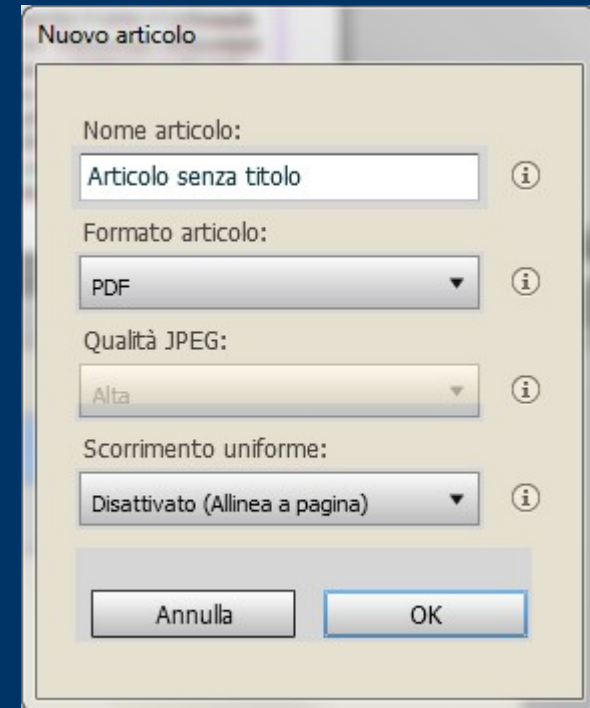 Nuovo articolo
Nome articolo:
Articolo senza titolo
Formato articolo:
PDF
Qualità JPEG:
Alta
Scorrimento uniforme:
Disattivato (Allinea a pagina)
Annulla OK